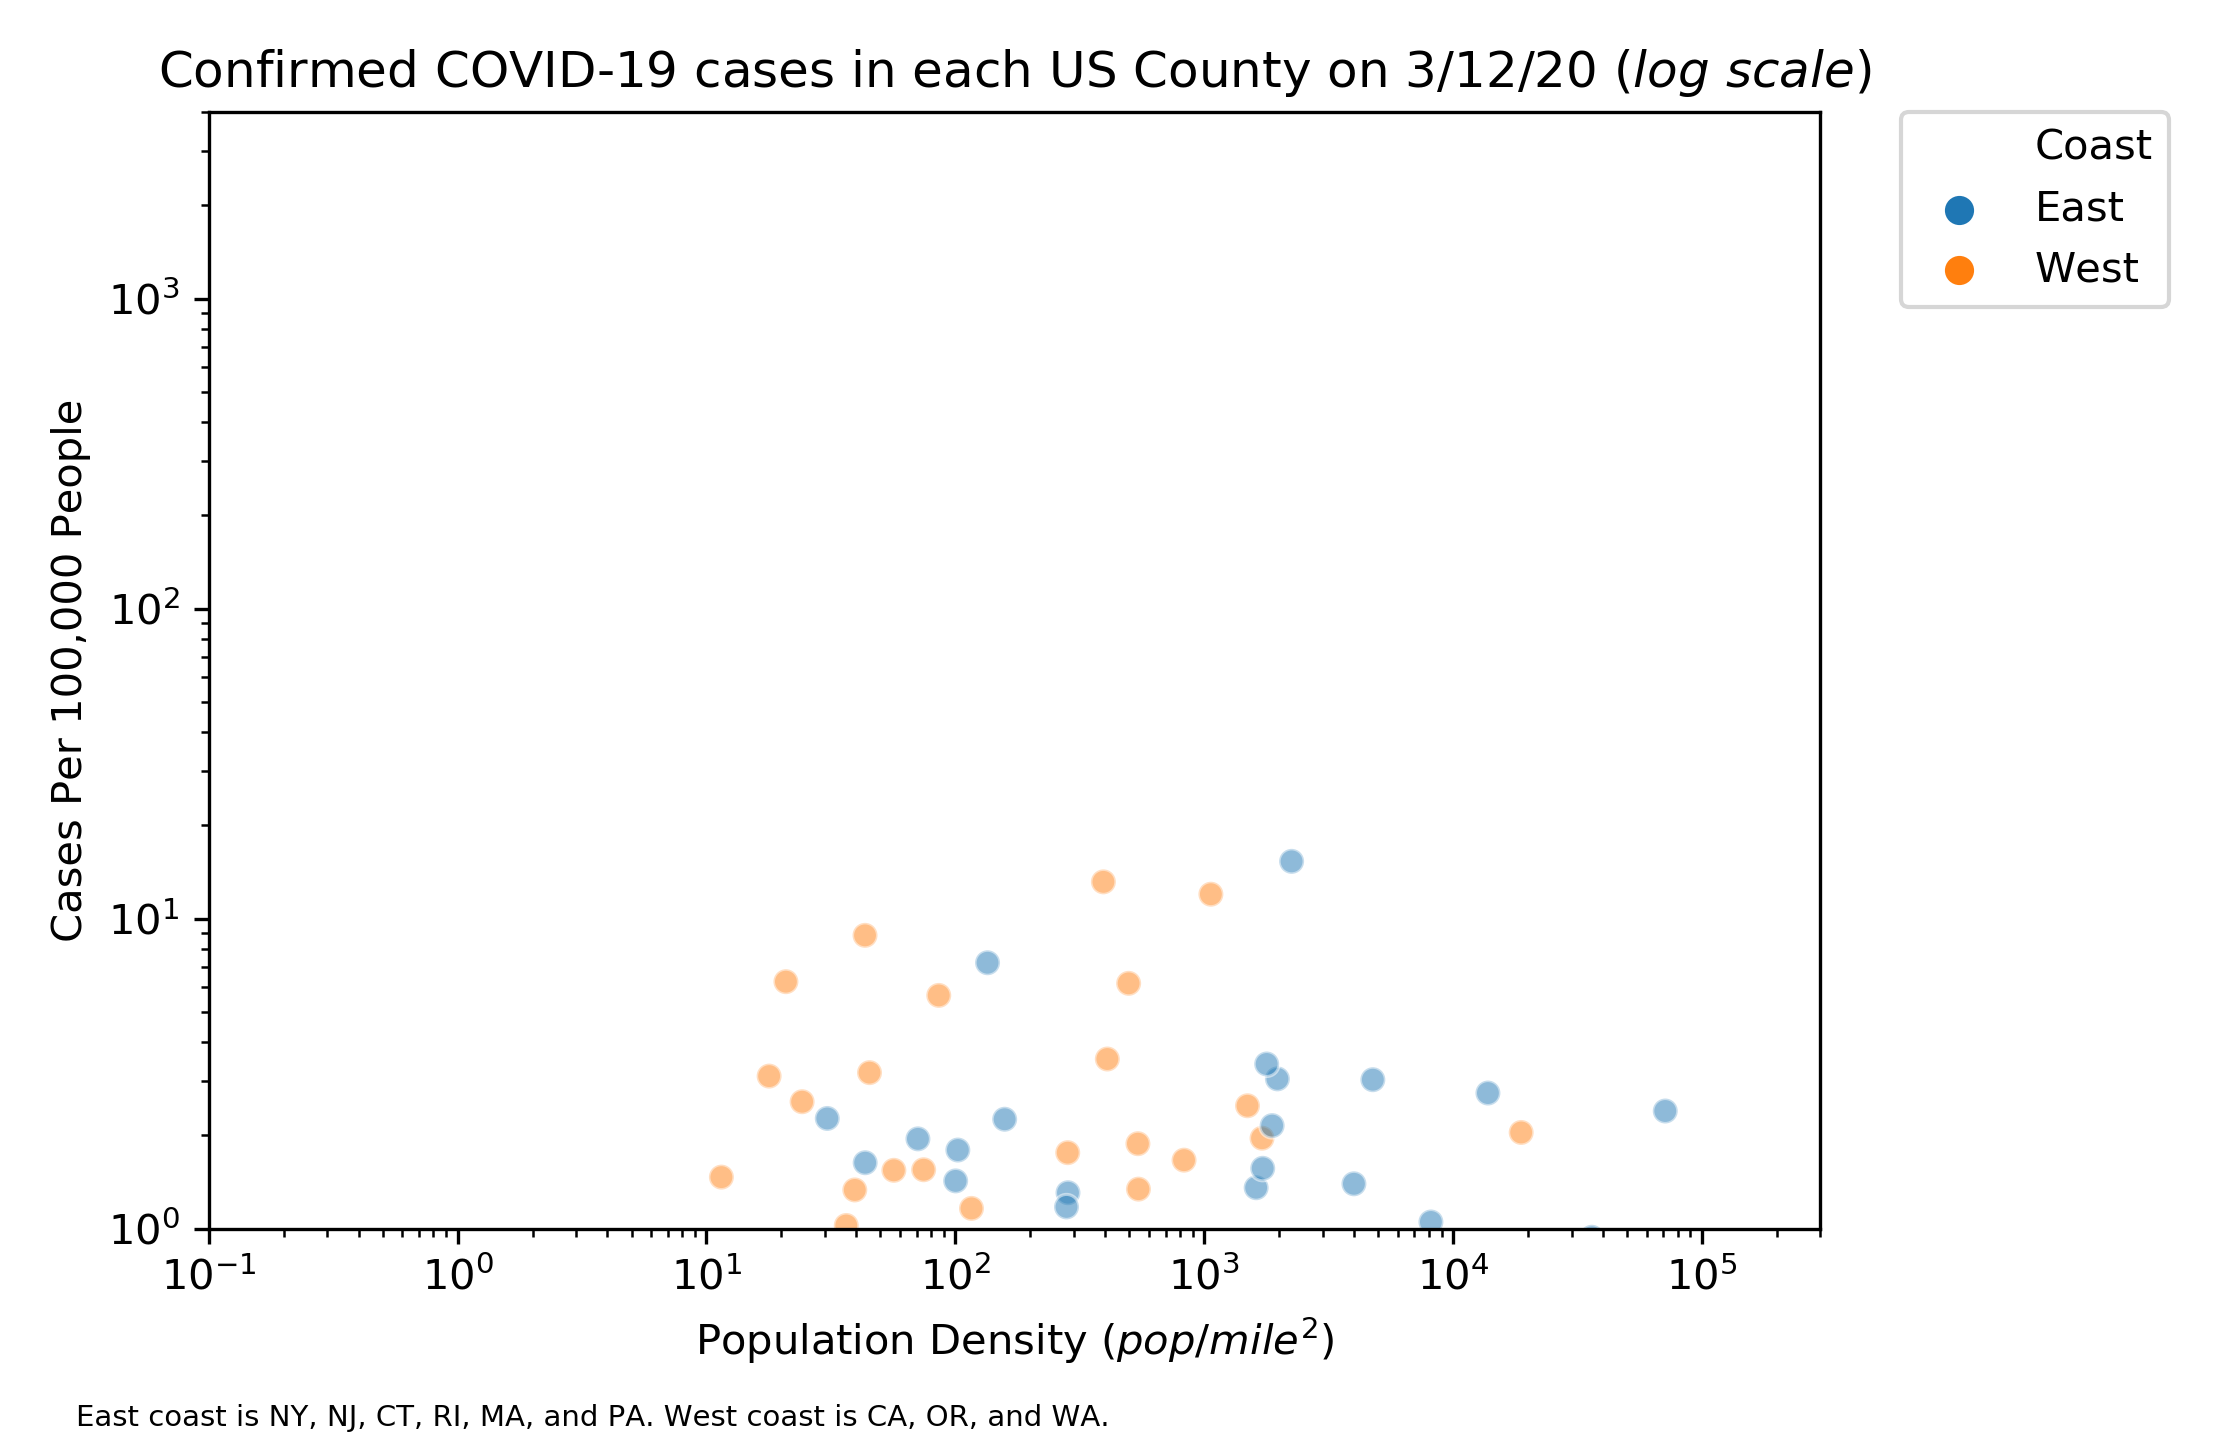 Confirmed COVID-19 cases in each US County on 3/12/20 (log scale)
Coast
East
West
10³
10²
10¹
10⁰
Cases Per 100,000 People
10⁻¹ 10⁰ 10¹ 10² 10³ 10⁴ 10⁵
Population Density (pop/mile²)
East coast is NY, NJ, CT, RI, MA, and PA. West coast is CA, OR, and WA.